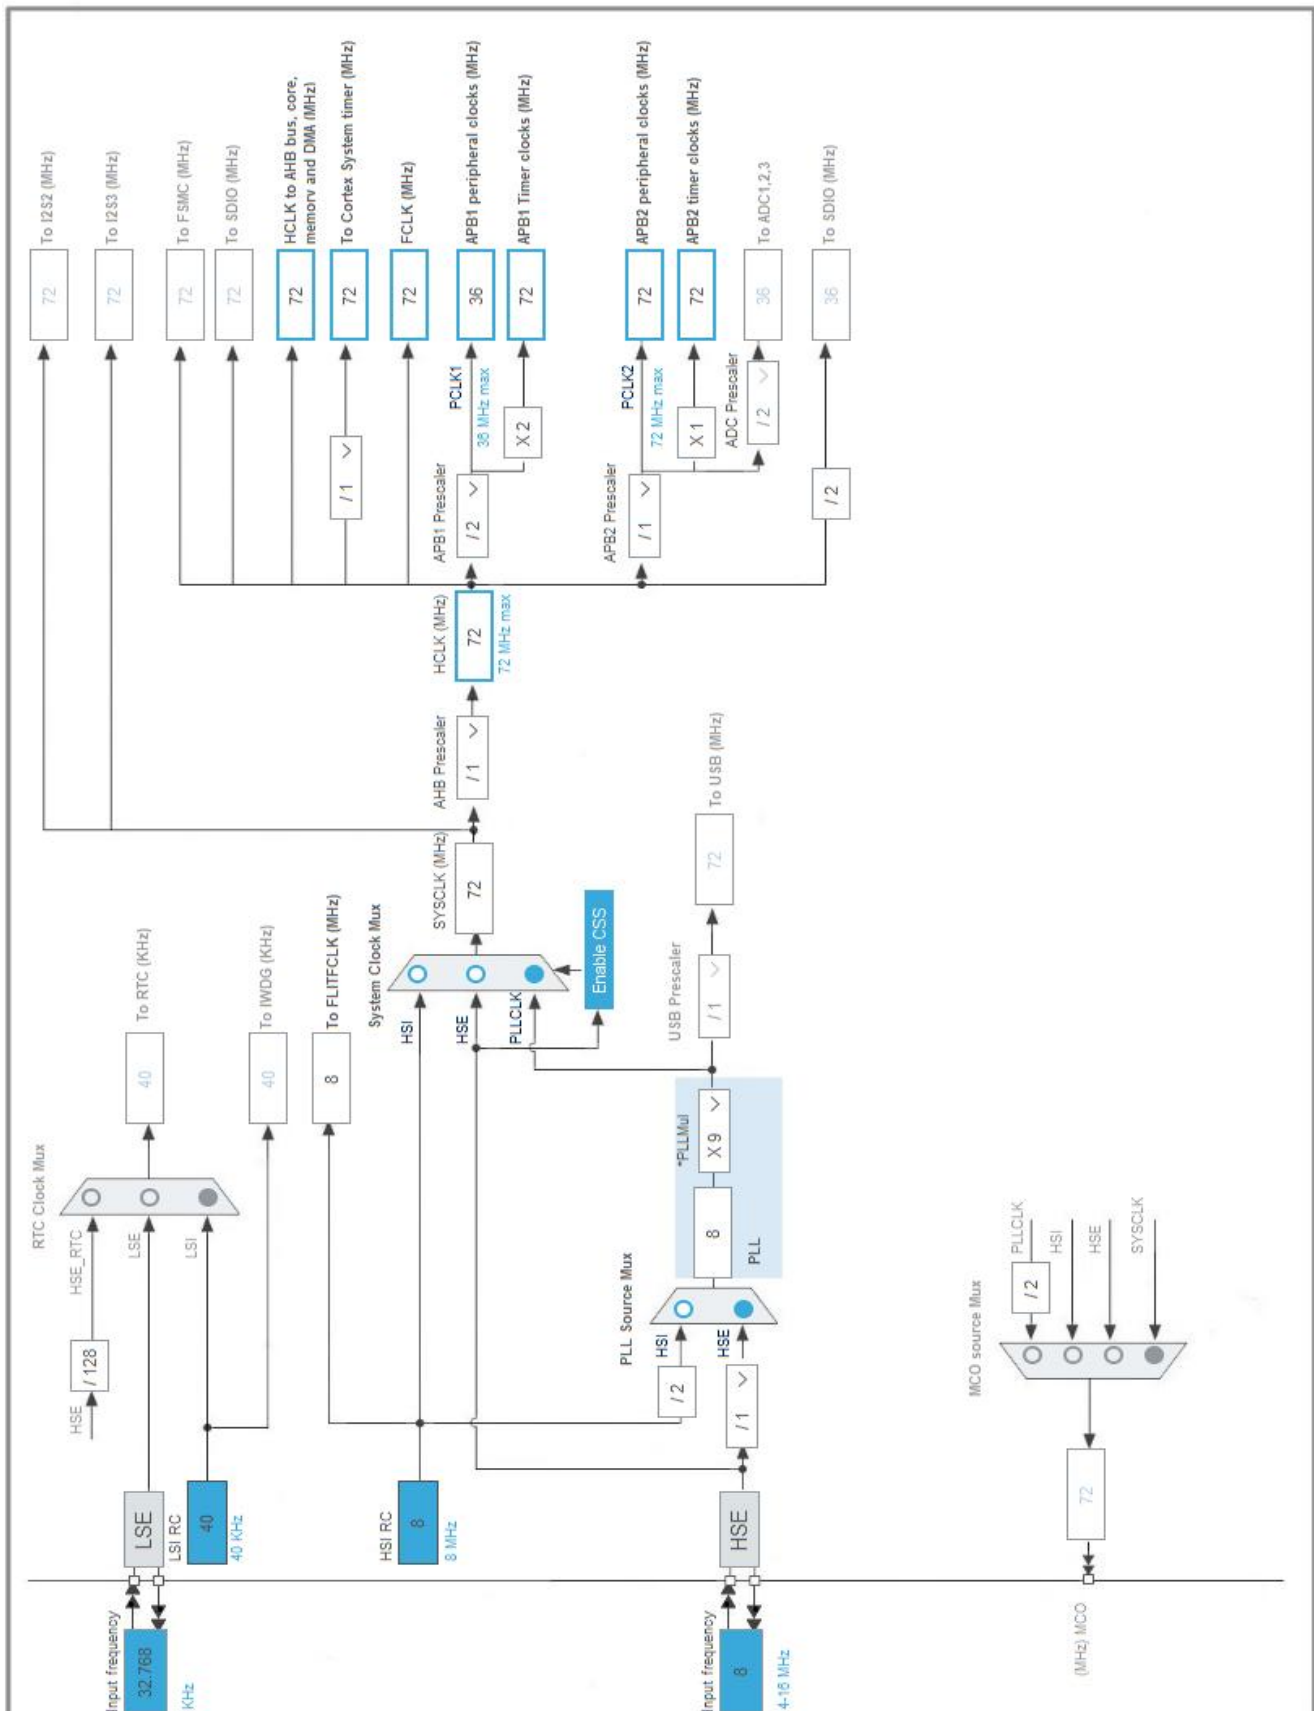 Input frequency
32.768
KHz
LSE
LSI RC
40
40 KHz
HSE
/ 128
HSE_RTC
LSE
LSI
RTC Clock Mux
40
To RTC (KHz)
40
To IWDG (KHz)
8
To FLITFCLK (MHz)
HSI RC
8
8 MHz
Input frequency
8
4-16 MHz
HSE
/ 2
/ 1
HSI
HSE
PLL Source Mux
8
PLL
*PLLMul
X 9
HSI
HSE
PLLCLK
System Clock Mux
Enable CSS
USB Prescaler
/ 1
72
To USB (MHz)
SYSCLK (MHz)
72
AHB Prescaler
/ 1
HCLK (MHz)
72
72 MHz max
72
To I2S2 (MHz)
72
To I2S3 (MHz)
72
To FSMC (MHz)
72
To SDIO (MHz)
72
HCLK to AHB bus, core,
memory and DMA (MHz)
/ 1
72
To Cortex System timer (MHz)
72
FCLK (MHz)
APB1 Prescaler
/ 2
PCLK1
36 MHz max
36
APB1 peripheral clocks (MHz)
X 2
72
APB1 Timer clocks (MHz)
APB2 Prescaler
/ 1
PCLK2
72 MHz max
72
APB2 peripheral clocks (MHz)
X 1
72
APB2 timer clocks (MHz)
ADC Prescaler
/ 2
36
To ADC1,2,3
/ 2
36
To SDIO (MHz)
MCO source Mux
PLLCLK
/ 2
HSI
HSE
SYSCLK
72
(MHz) MCO